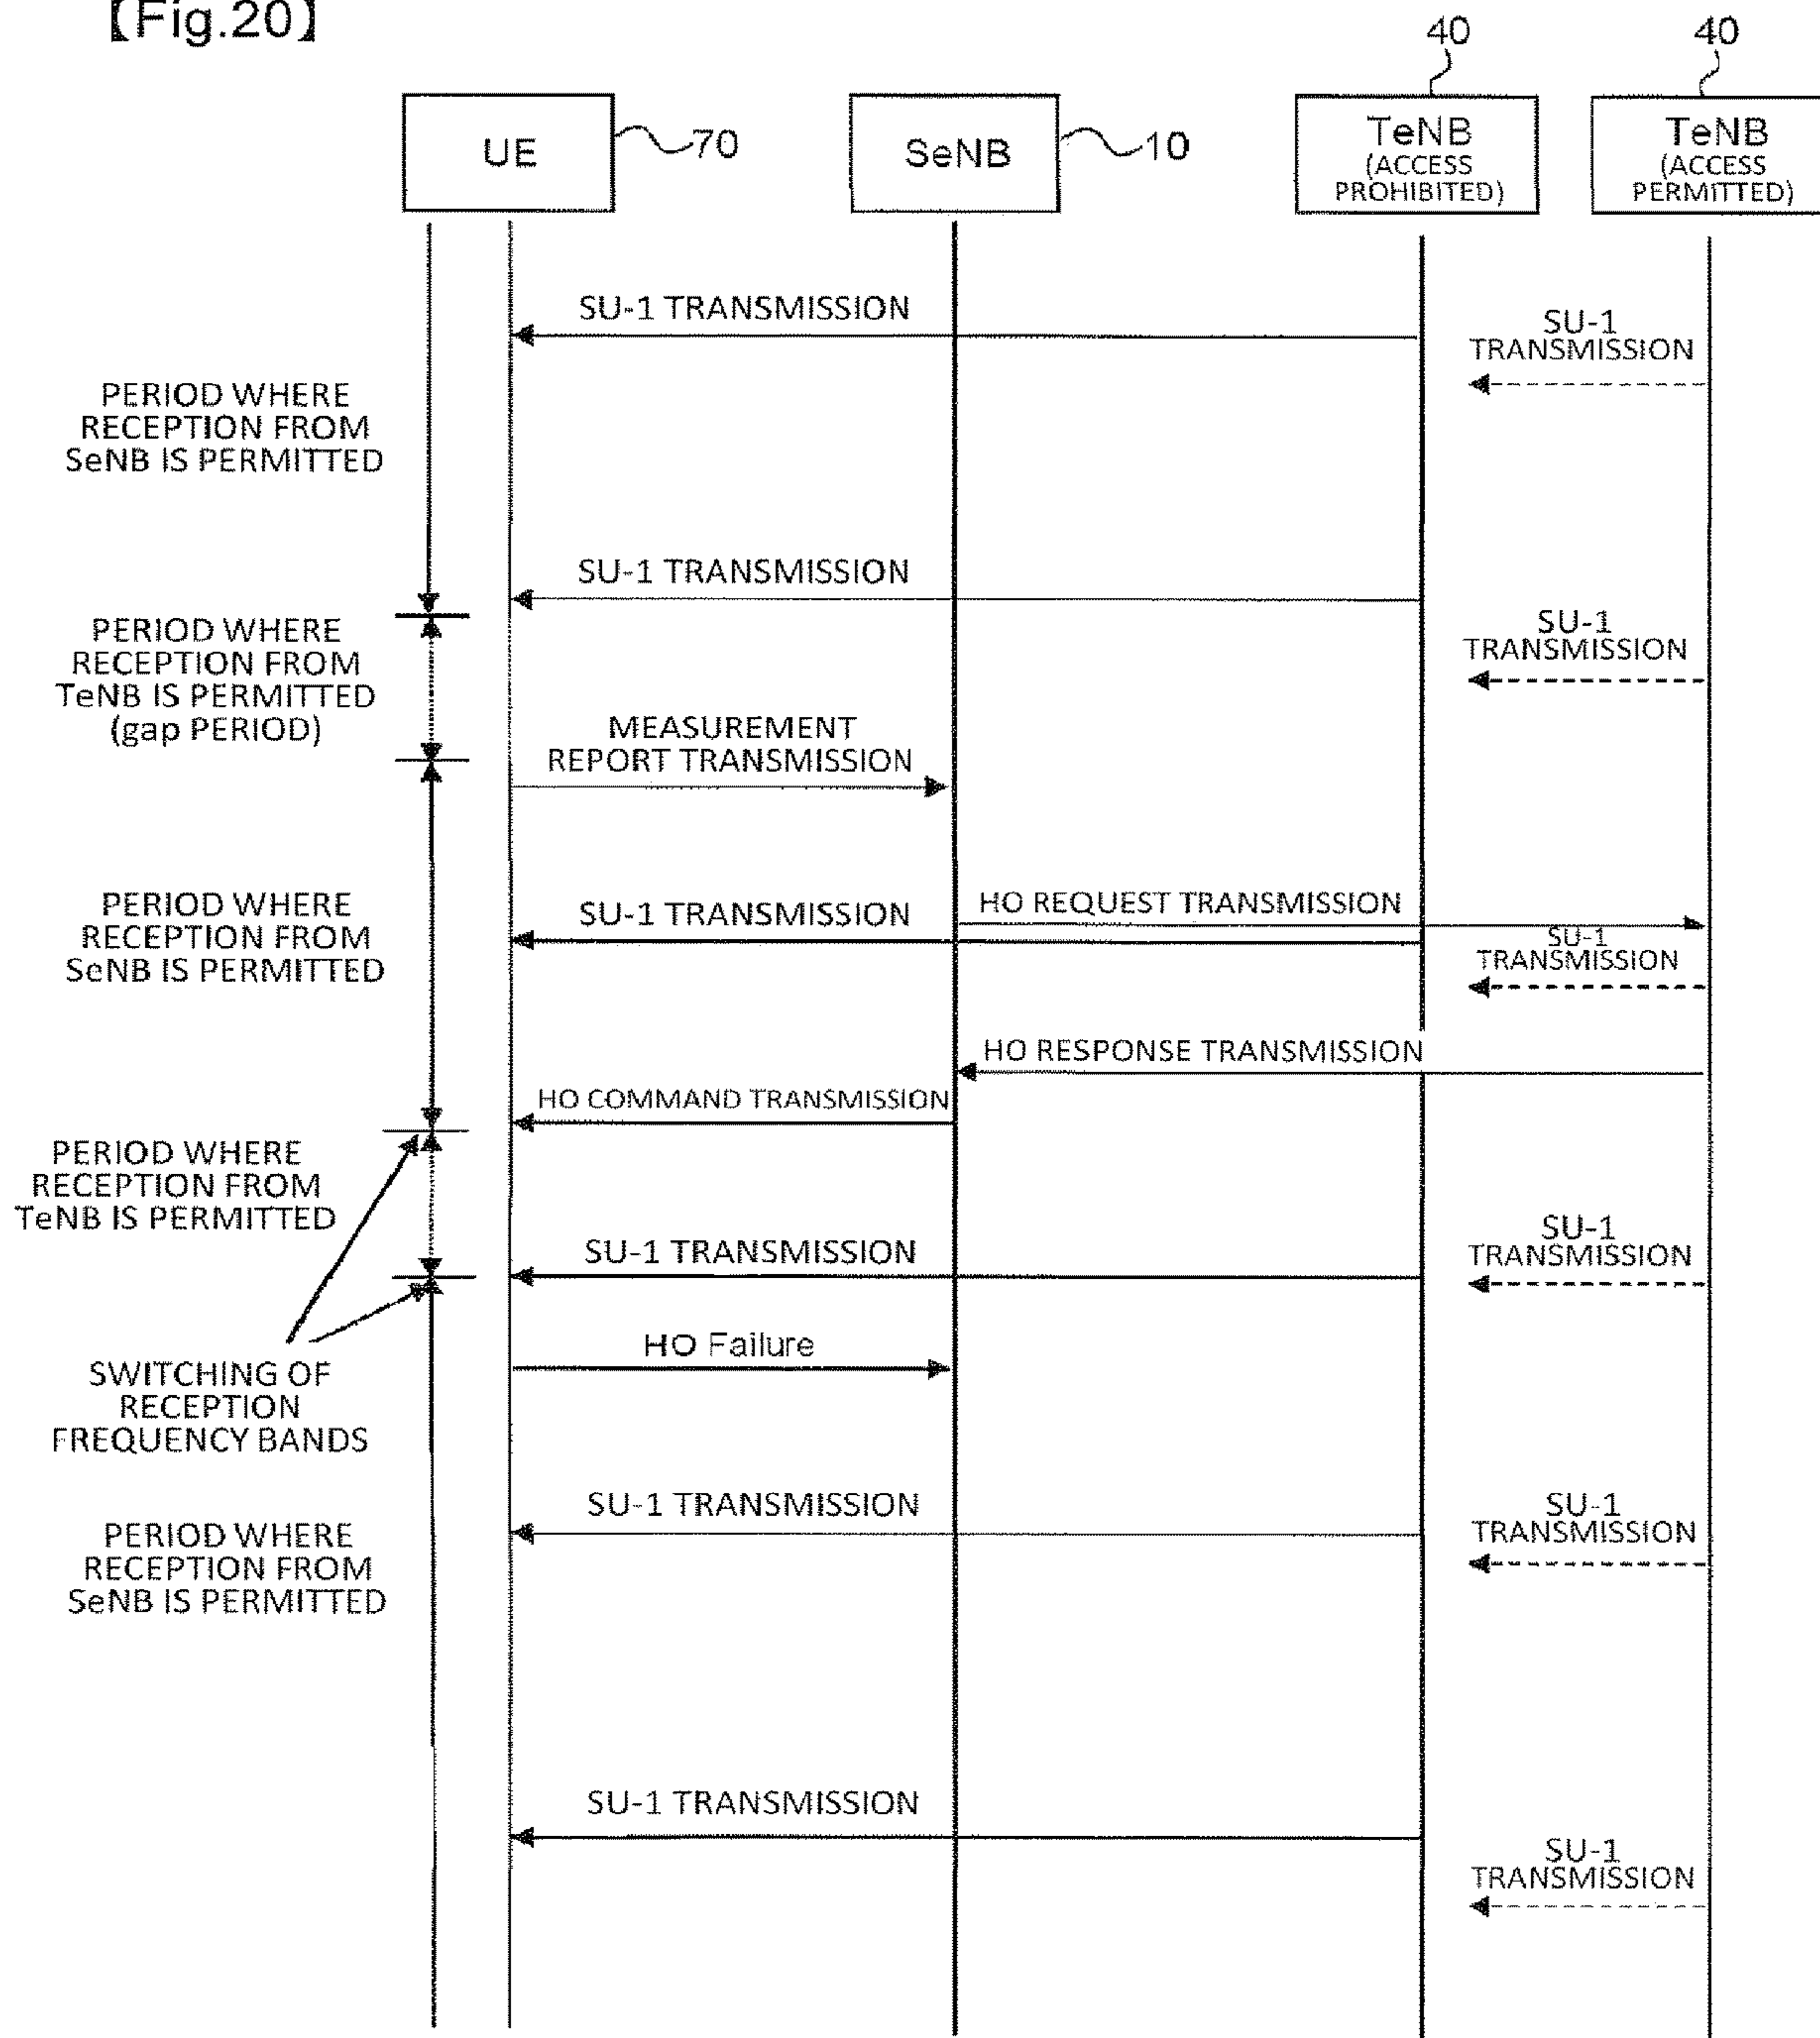 【Fig.20】
40
40
UE
70
SeNB
10
TeNB
(ACCESS
PROHIBITED)
TeNB
(ACCESS
PERMITTED)
SU-1 TRANSMISSION
SU-1
TRANSMISSION
PERIOD WHERE
RECEPTION FROM
SeNB IS PERMITTED
SU-1 TRANSMISSION
SU-1
TRANSMISSION
PERIOD WHERE
RECEPTION FROM
TeNB IS PERMITTED
(gap PERIOD)
MEASUREMENT
REPORT TRANSMISSION
PERIOD WHERE
RECEPTION FROM
SeNB IS PERMITTED
SU-1 TRANSMISSION
HO REQUEST TRANSMISSION
SU-1
TRANSMISSION
HO RESPONSE TRANSMISSION
HO COMMAND TRANSMISSION
PERIOD WHERE
RECEPTION FROM
TeNB IS PERMITTED
SU-1 TRANSMISSION
SU-1
TRANSMISSION
HO Failure
SWITCHING OF
RECEPTION
FREQUENCY BANDS
SU-1 TRANSMISSION
SU-1
TRANSMISSION
PERIOD WHERE
RECEPTION FROM
SeNB IS PERMITTED
SU-1 TRANSMISSION
SU-1
TRANSMISSION